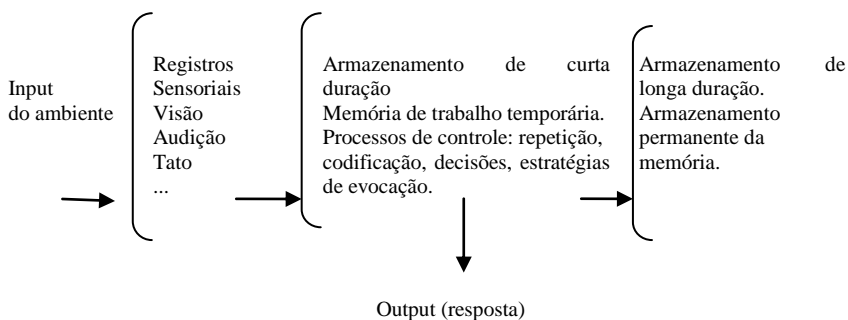 Input
do ambiente
Registros
Sensoriais
Visão
Audição
Tato
...
Armazenamento de curta
duração
Memória de trabalho temporária.
Processos de controle: repetição,
codificação, decisões, estratégias
de evocação.
Armazenamento de
longa duração.
Armazenamento
permanente da
memória.
Output (resposta)